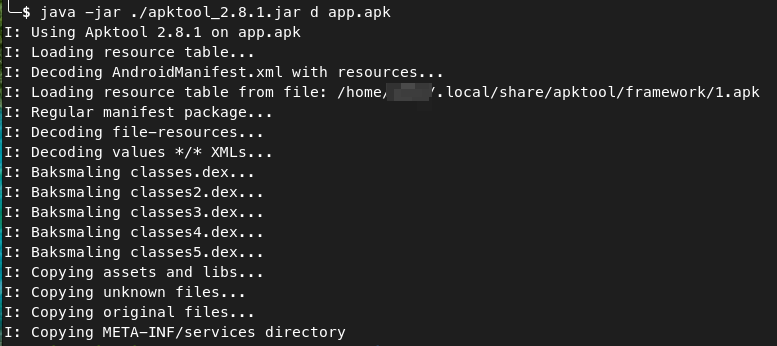 └─$ java -jar ./apktool_2.8.1.jar d app.apk
I: Using Apktool 2.8.1 on app.apk
I: Loading resource table...
I: Decoding AndroidManifest.xml with resources...
I: Loading resource table from file: /home/ /.local/share/apktool/framework/1.apk
I: Regular manifest package...
I: Decoding file-resources...
I: Decoding values */* XMLs...
I: Baksmaling classes.dex...
I: Baksmaling classes2.dex...
I: Baksmaling classes3.dex...
I: Baksmaling classes4.dex...
I: Baksmaling classes5.dex...
I: Copying assets and libs...
I: Copying unknown files...
I: Copying original files...
I: Copying META-INF/services directory